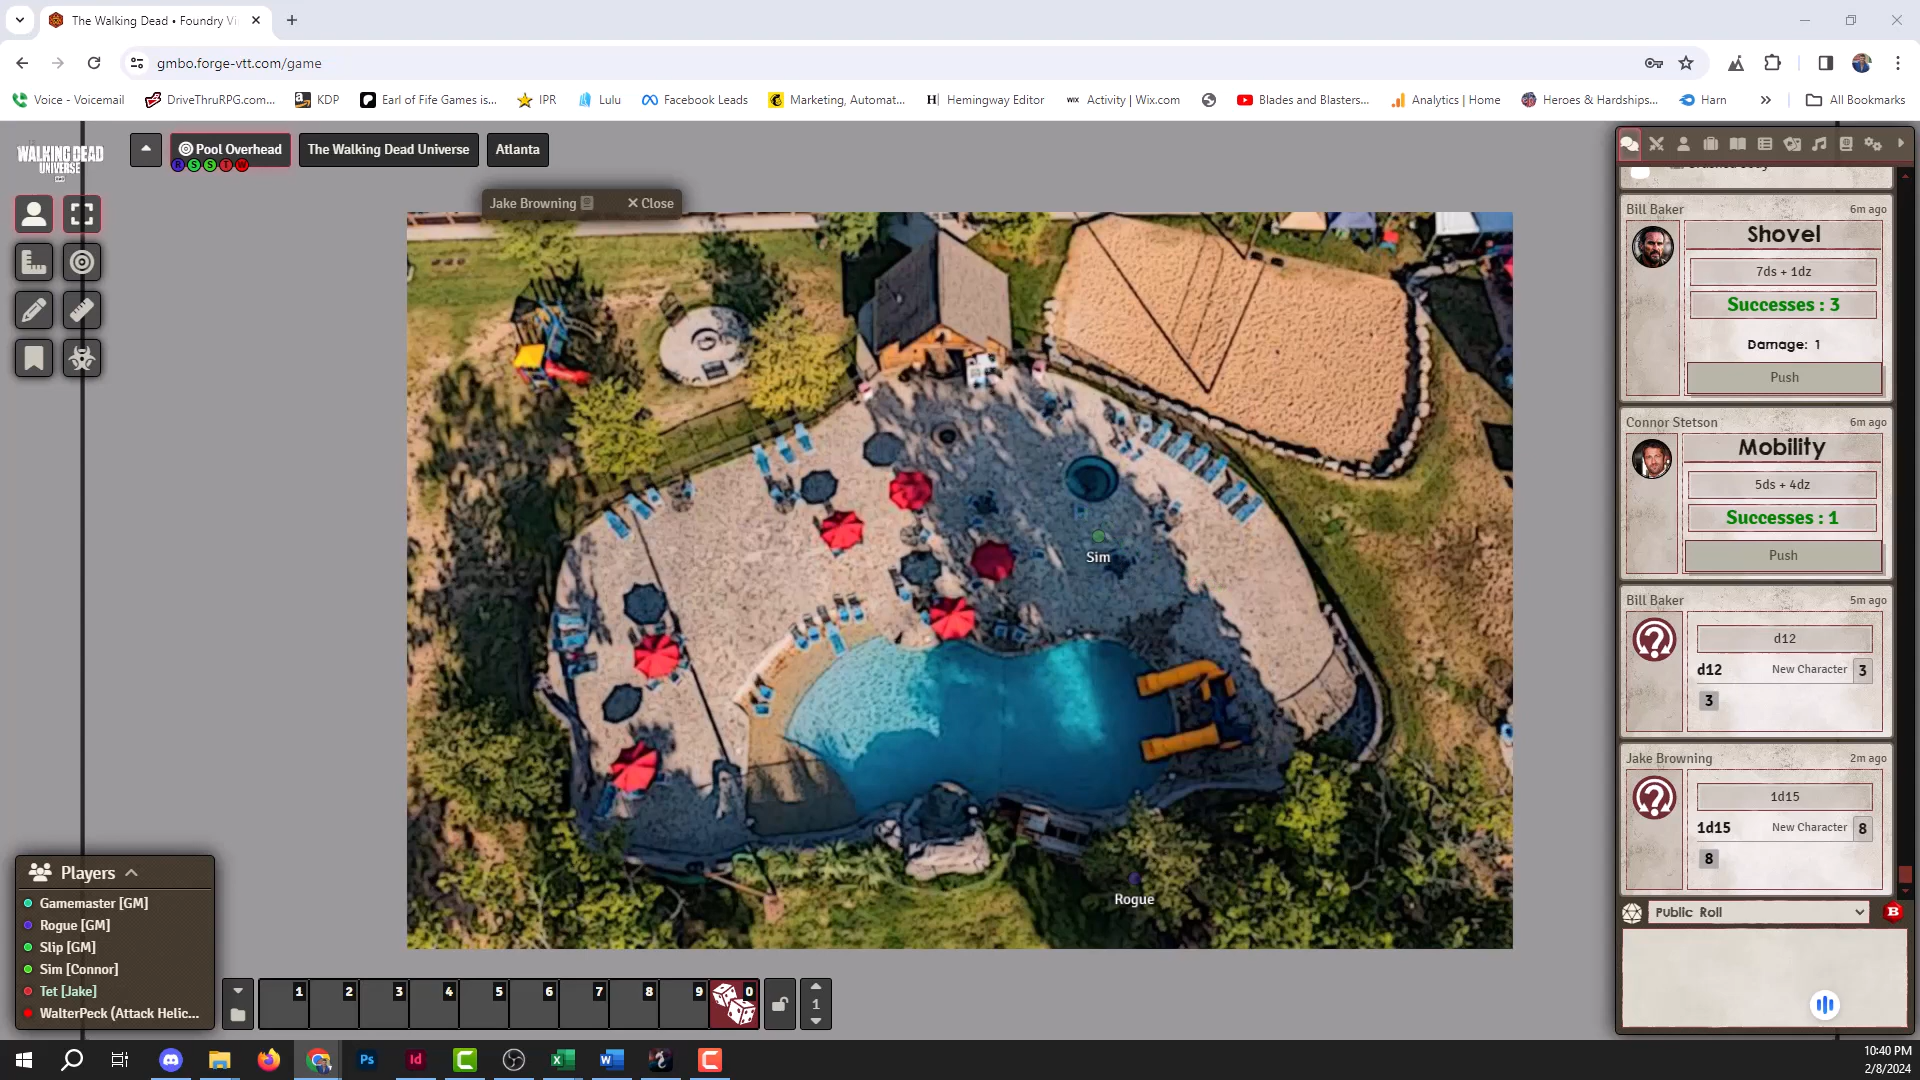 The Walking Dead • Foundry Vi
gmbo.forge-vtt.com/game
Voice - Voicemail
DriveThruRPG.com...
KDP
Earl of Fife Games is...
IPR
Lulu
Facebook Leads
Marketing, Automat...
Hemingway Editor
WIX
Activity | Wix.com
Blades and Blasters...
Analytics | Home
Heroes & Hardships...
Harn
All Bookmarks
THE WALKING DEAD
UNIVERSE
Pool Overhead
R S S T W
The Walking Dead Universe
Atlanta
Jake Browning
Close
Sim
Rogue
Bill Baker
6m ago
Shovel
7ds + 1dz
Successes : 3
Damage: 1
Push
Connor Stetson
6m ago
Mobility
5ds + 4dz
Successes : 1
Push
Bill Baker
5m ago
d12
d12
New Character
3
3
Jake Browning
2m ago
1d15
1d15
New Character
8
8
Public Roll
B
Players
Gamemaster [GM]
Rogue [GM]
Slip [GM]
Sim [Connor]
Tet [Jake]
WalterPeck (Attack Helic...
1 2 3 4 5 6 7 8 9 0
1
Ps
Id
10:40 PM
2/8/2024